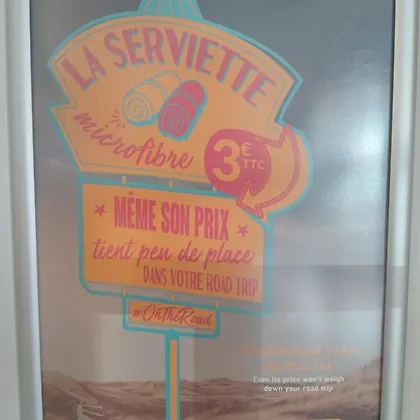 LA SERVIETTE
microfibre
3€
TTC
MÊME SON PRIX
tient peu de place
DANS VOTRE ROAD TRIP
#OnTheRoad
Even its price won't weigh
down your road trip